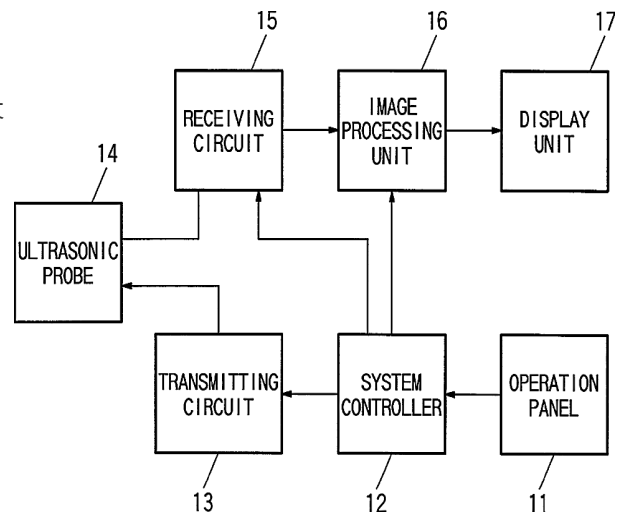 15
16
17
RECEIVING
CIRCUIT
IMAGE
PROCESSING
UNIT
DISPLAY
UNIT
14
ULTRASONIC
PROBE
TRANSMITTING
CIRCUIT
SYSTEM
CONTROLLER
OPERATION
PANEL
13
12
11